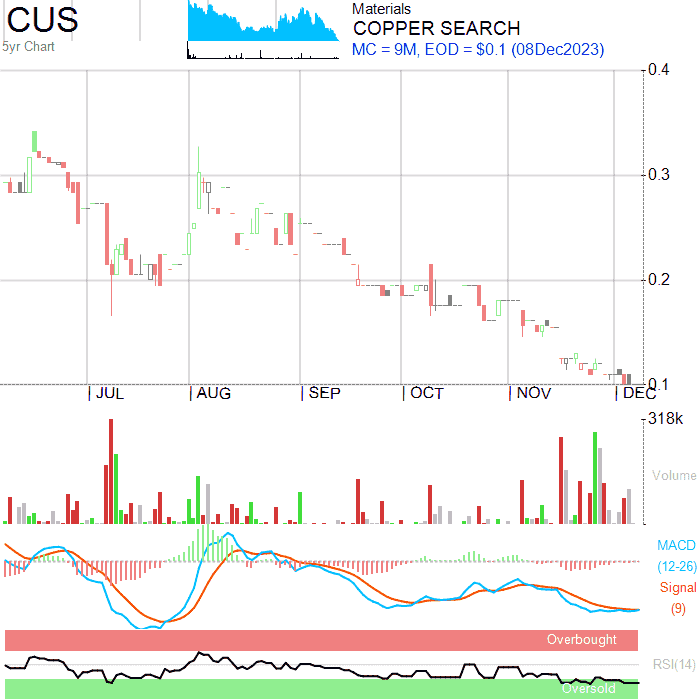 CUS
5yr Chart
Materials
COPPER SEARCH
MC = 9M, EOD = $0.1 (08Dec2023)
0.4
0.3
0.2
0.1
JUL AUG SEP OCT NOV DEC
318k
Volume
MACD
(12-26)
Signal
(9)
Overbought
RSI(14)
Oversold